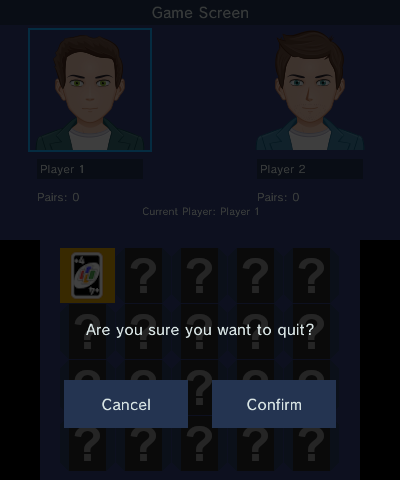 Game Screen
Player 1
Player 2
Pairs: 0
Pairs: 0
Current Player: Player 1
+4
? ? ? ?
? ? ? ? ?
Are you sure you want to quit?
? ? ? ? ?
Cancel
Confirm
? ? ? ? ?